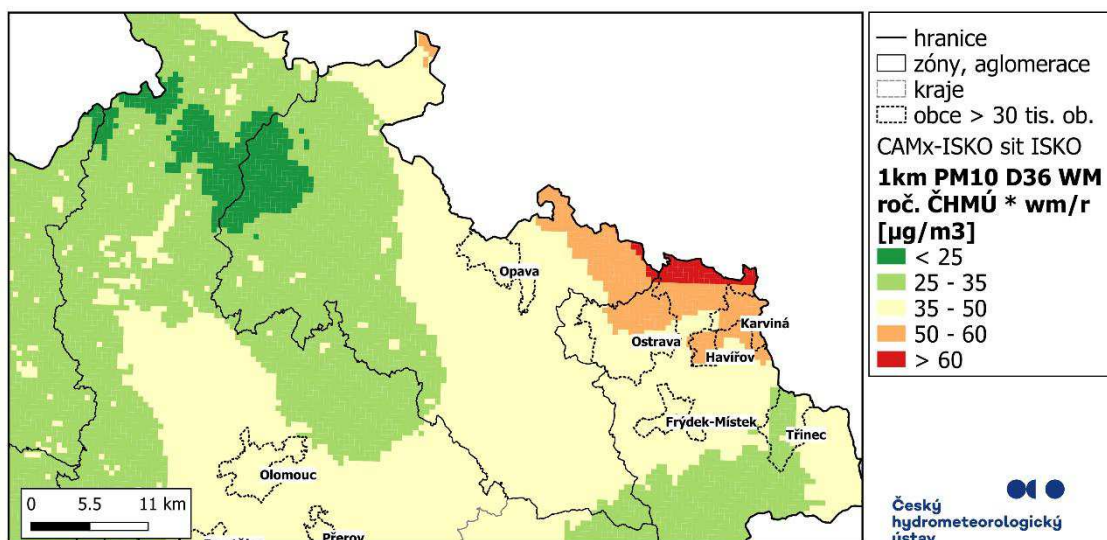 Opava
Karviná
Ostrava
Havířov
Frýdek-Místek
Třinec
Olomouc
Přerov
0 5.5 11 km
hranice
zóny, aglomerace
kraje
obce > 30 tis. ob.
CAMx-ISKO sit ISKO
1km PM10 D36 WM
roč. ČHMÚ * wm/r
[µg/m3]
< 25
25 - 35
35 - 50
50 - 60
> 60
Český
hydrometeorologický
ústav